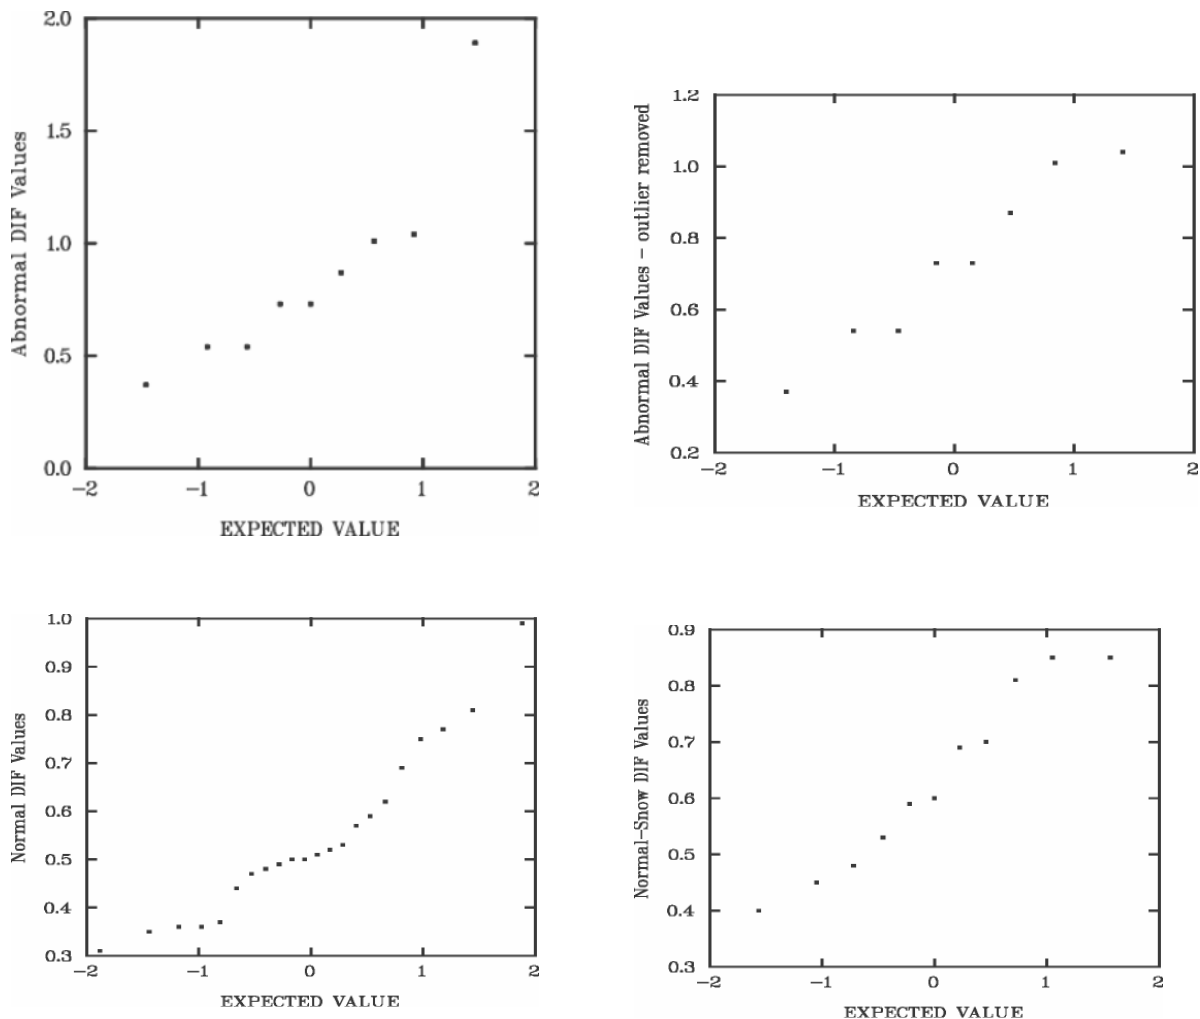 2.0
1.5
1.0
0.5
0.0
Abnormal DIF Values
−2 −1 0 1 2
EXPECTED VALUE
1.2
1.0
0.8
0.6
0.4
0.2
Abnormal DIF Values − outlier removed
−2 −1 0 1 2
EXPECTED VALUE
1.0
0.9
0.8
0.7
0.6
0.5
0.4
0.3
Normal DIF Values
−2 −1 0 1 2
EXPECTED VALUE
0.9
0.8
0.7
0.6
0.5
0.4
0.3
Normal−Snow DIF Values
−2 −1 0 1 2
EXPECTED VALUE